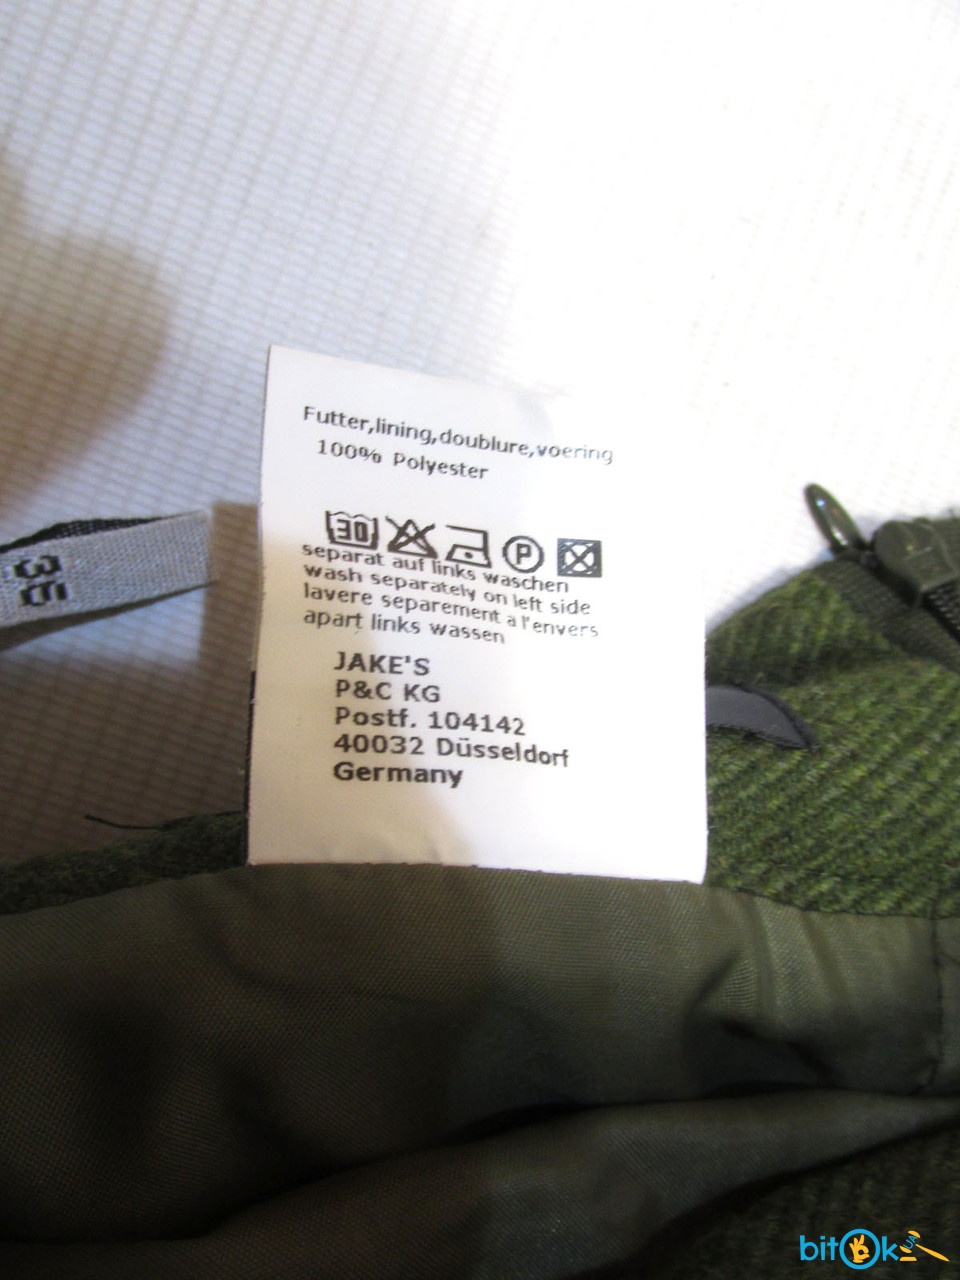 Futter,lining,doublure,voering
100% Polyester
30
P
separat auf links waschen
wash separately on left side
lavere separement a l'envers
apart links wassen
JAKE'S
P&C KG
Postf. 104142
40032 Düsseldorf
Germany
36
bitOk